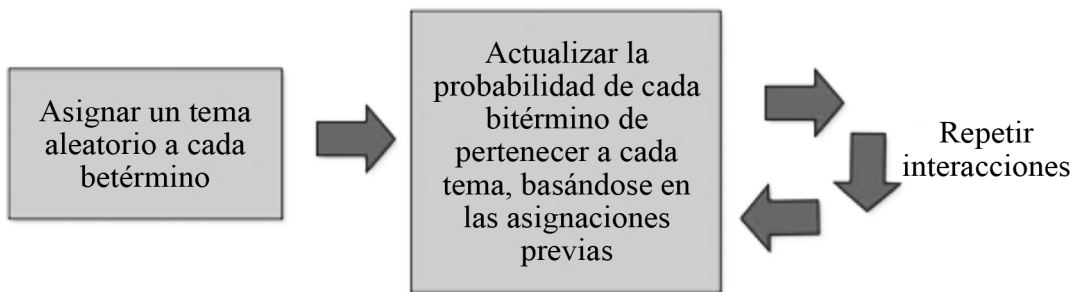 Asignar un tema
aleatorio a cada
betérmino
Actualizar la
probabilidad de cada
bitérmino de
pertenecer a cada
tema, basándose en
las asignaciones
previas
Repetir
interacciones